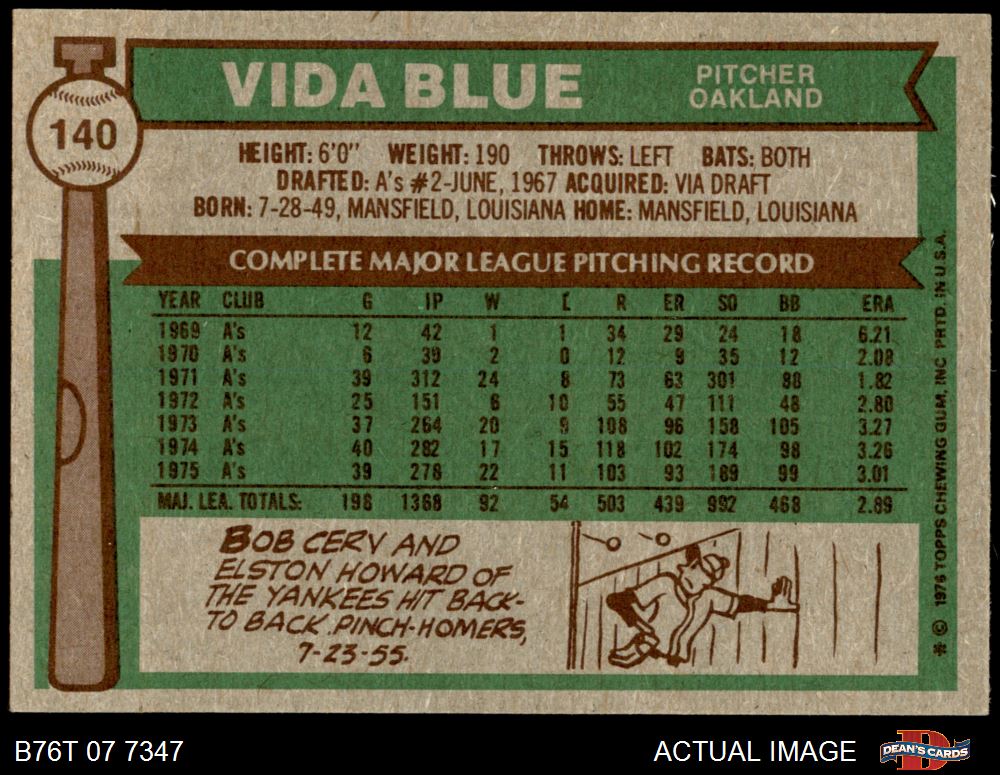 140
VIDA BLUE
PITCHER
OAKLAND
HEIGHT: 6'0" WEIGHT: 190 THROWS: LEFT BATS: BOTH
DRAFTED: A's #2-JUNE, 1967 ACQUIRED: VIA DRAFT
BORN: 7-28-49, MANSFIELD, LOUISIANA HOME: MANSFIELD, LOUISIANA
COMPLETE MAJOR LEAGUE PITCHING RECORD
YEAR CLUB G IP W L R ER SO BB ERA
1969 A's 12 42 1 1 34 29 24 18 6.21
1970 A's 6 39 2 0 12 9 35 12 2.08
1971 A's 39 312 24 8 73 63 301 88 1.82
1972 A's 25 151 6 10 55 47 111 48 2.80
1973 A's 37 264 20 9 108 96 158 105 3.27
1974 A's 40 282 17 15 118 102 174 98 3.26
1975 A's 39 278 22 11 103 93 189 99 3.01
MAJ. LEA. TOTALS: 198 1368 92 54 503 439 992 468 2.89
BOB CERV AND
ELSTON HOWARD OF
THE YANKEES HIT BACK-
TO BACK PINCH-HOMERS,
7-23-55.
* © 1976 TOPPS CHEWING GUM, INC. PRTD. IN U.S.A.
B76T 07 7347
ACTUAL IMAGE
DEAN'S CARDS